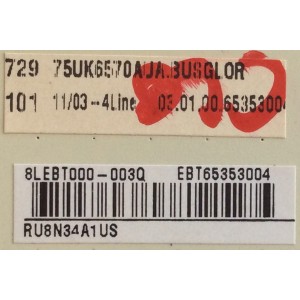 729 75UK6570AUA.BUSGLOR
101 11/03-4Line 03.01.00.65353004
8LEBT000-003Q EBT65353004
RU8N34A1US